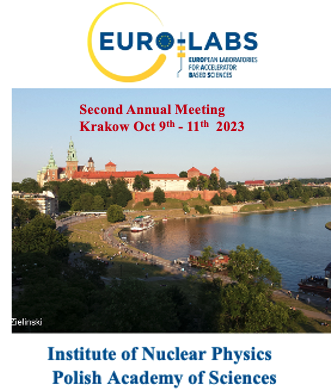 EURO-LABS
EUROPEAN LABORATORIES
FOR ACCELERATOR
BASED SCIENCES
Second Annual Meeting
Krakow Oct 9th - 11th 2023
Zielinski
Institute of Nuclear Physics
Polish Academy of Sciences